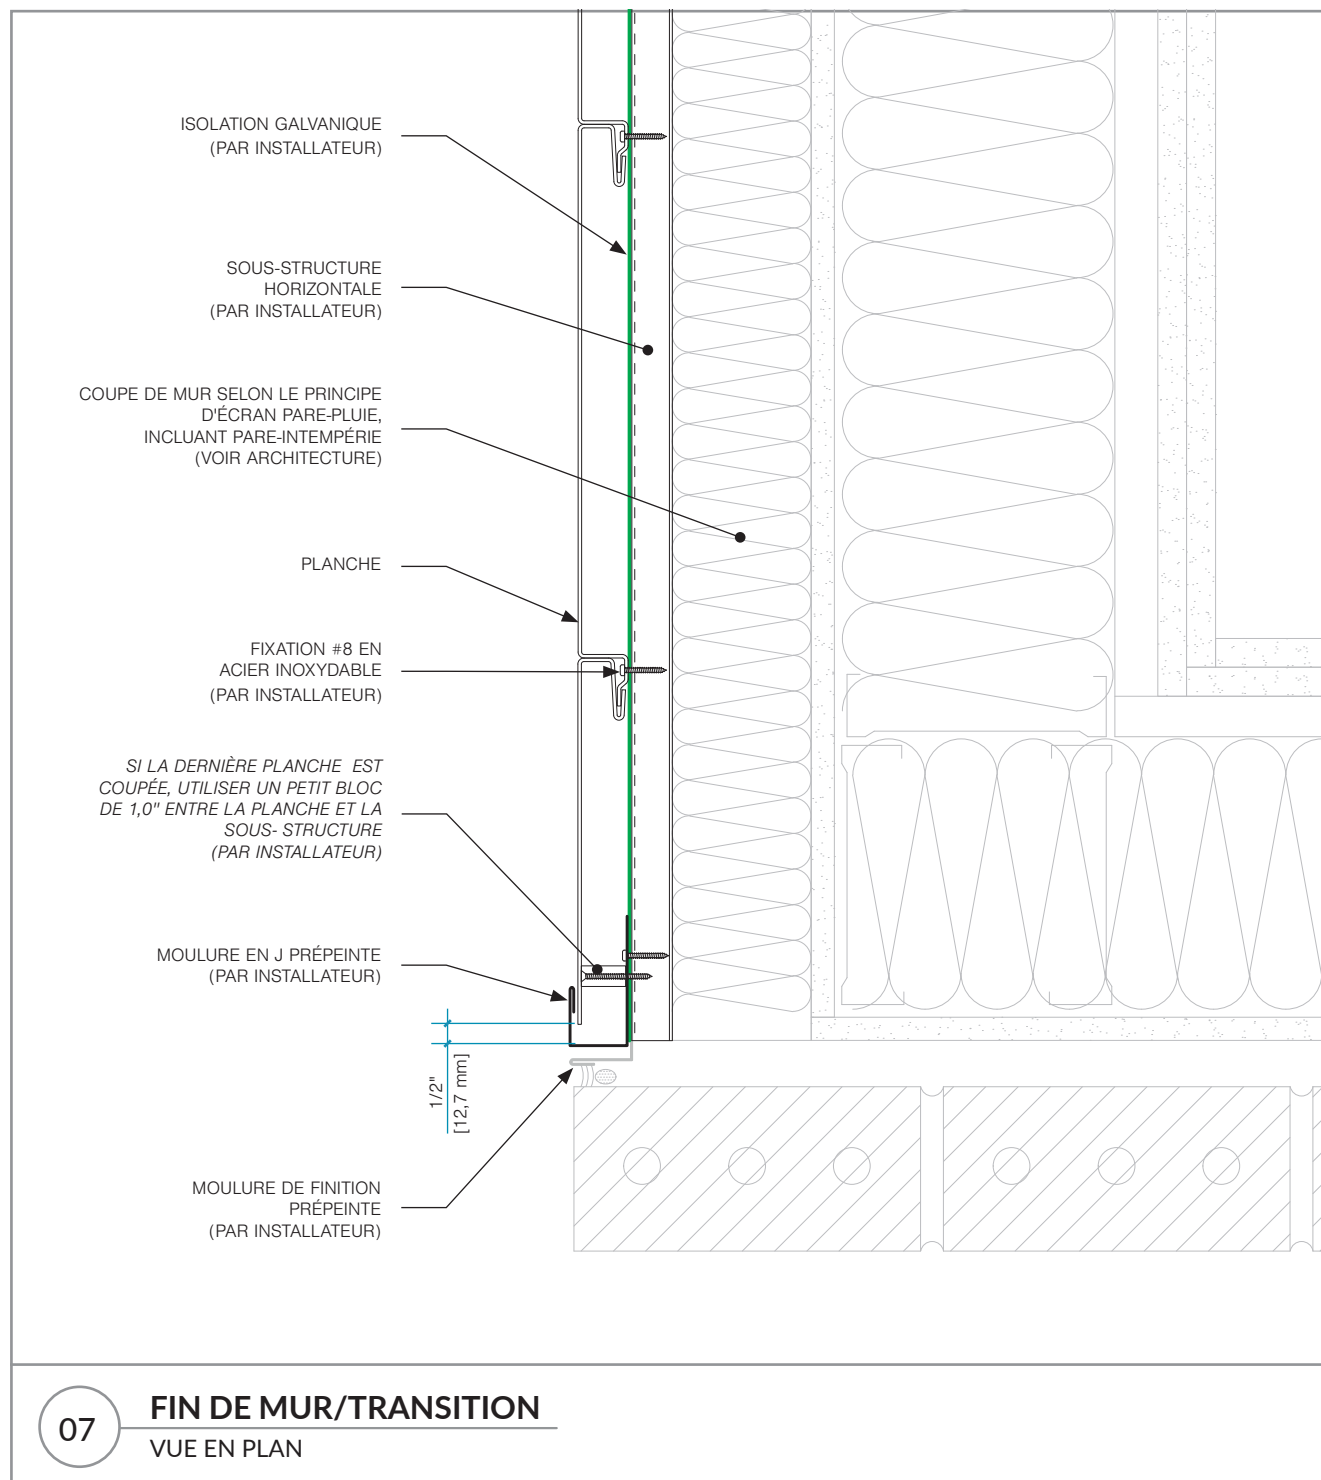 ISOLATION GALVANIQUE
(PAR INSTALLATEUR)
SOUS-STRUCTURE
HORIZONTALE
(PAR INSTALLATEUR)
COUPE DE MUR SELON LE PRINCIPE
D'ÉCRAN PARE-PLUIE,
INCLUANT PARE-INTEMPÉRIE
(VOIR ARCHITECTURE)
PLANCHE
FIXATION #8 EN
ACIER INOXYDABLE
(PAR INSTALLATEUR)
SI LA DERNIÈRE PLANCHE EST
COUPÉE, UTILISER UN PETIT BLOC
DE 1,0" ENTRE LA PLANCHE ET LA
SOUS- STRUCTURE
(PAR INSTALLATEUR)
MOULURE EN J PRÉPEINTE
(PAR INSTALLATEUR)
1/2"
[12,7 mm]
MOULURE DE FINITION
PRÉPEINTE
(PAR INSTALLATEUR)
07
FIN DE MUR/TRANSITION
VUE EN PLAN